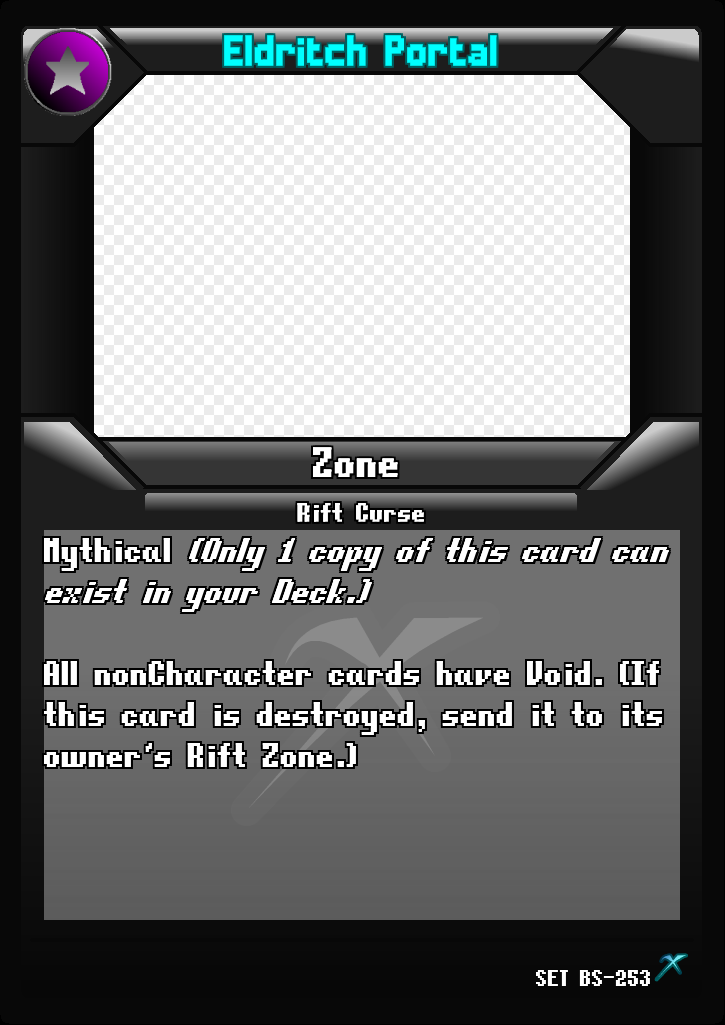 Eldritch Portal
Zone
Rift Curse
Mythical (Only 1 copy of this card can
exist in your Deck.)
All nonCharacter cards have Void. (If
this card is destroyed, send it to its
owner's Rift Zone.)
SET BS-253